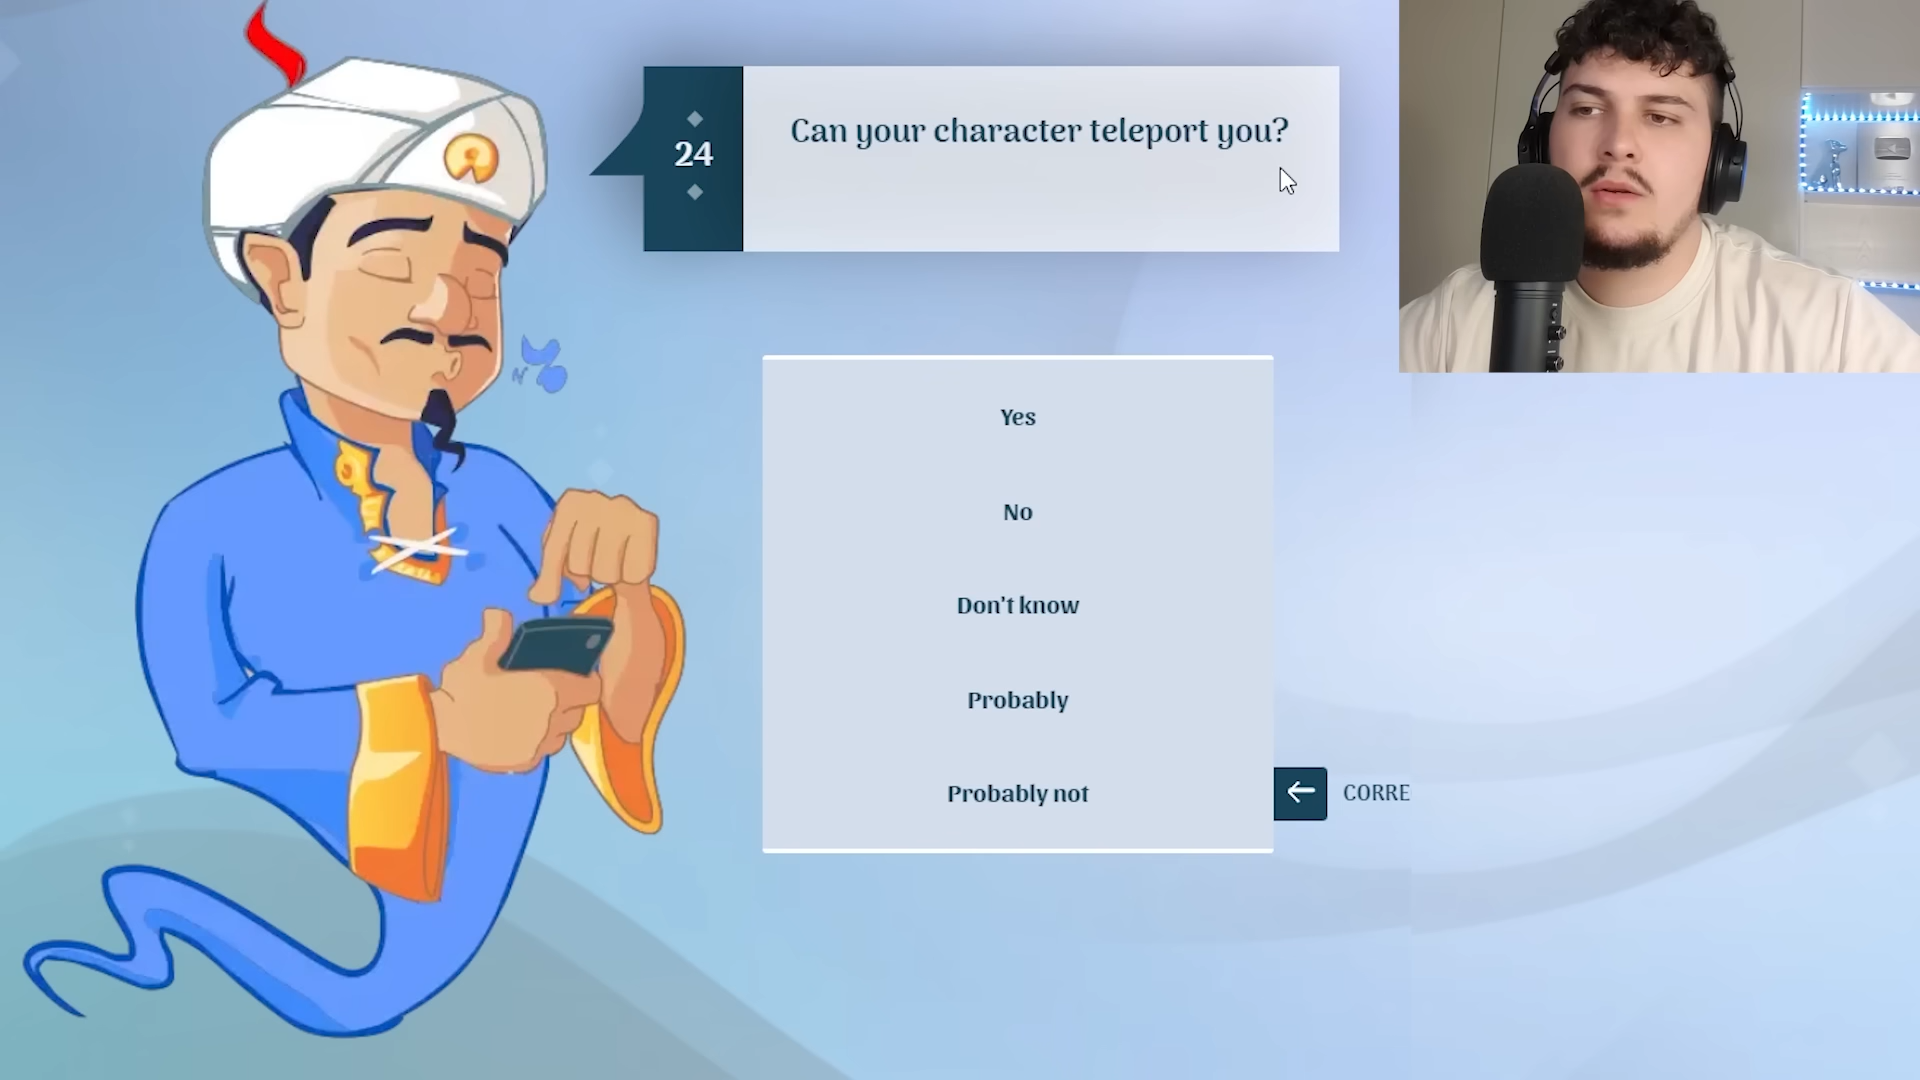 24
Can your character teleport you?
Yes
No
Don't know
Probably
Probably not
CORRE